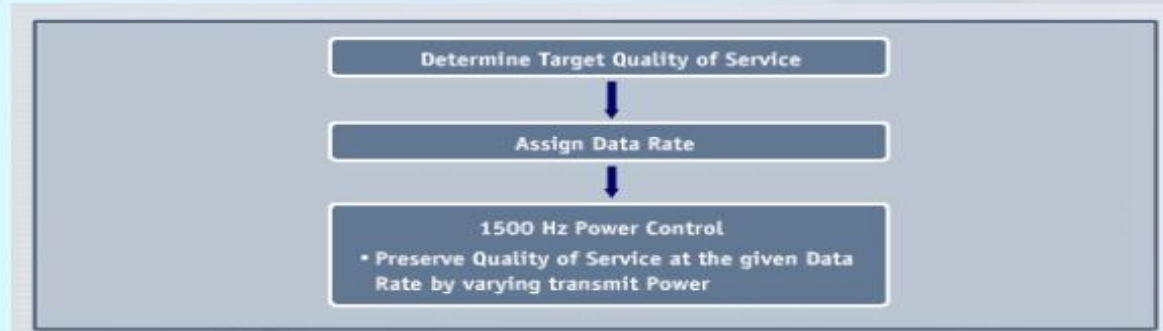 Determine Target Quality of Service
Assign Data Rate
1500 Hz Power Control
• Preserve Quality of Service at the given Data
Rate by varying transmit Power